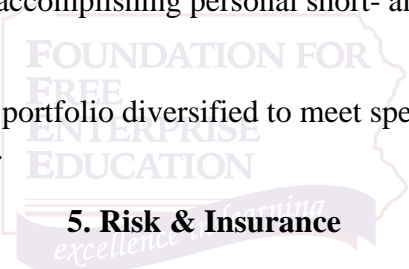 accomplishing personal short- a
FOUNDATION FOR
FREE
portfolio diversified to meet spe
ENTERPRISE
EDUCATION
5. Risk & Insurance
excellence in learning